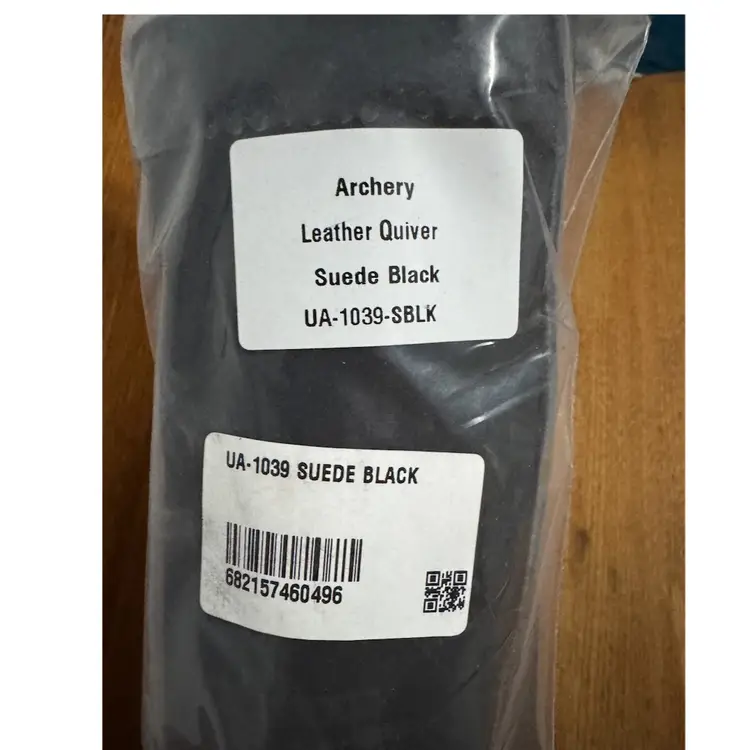 Archery
Leather Quiver
Suede Black
UA-1039-SBLK
UA-1039 SUEDE BLACK
682157460496